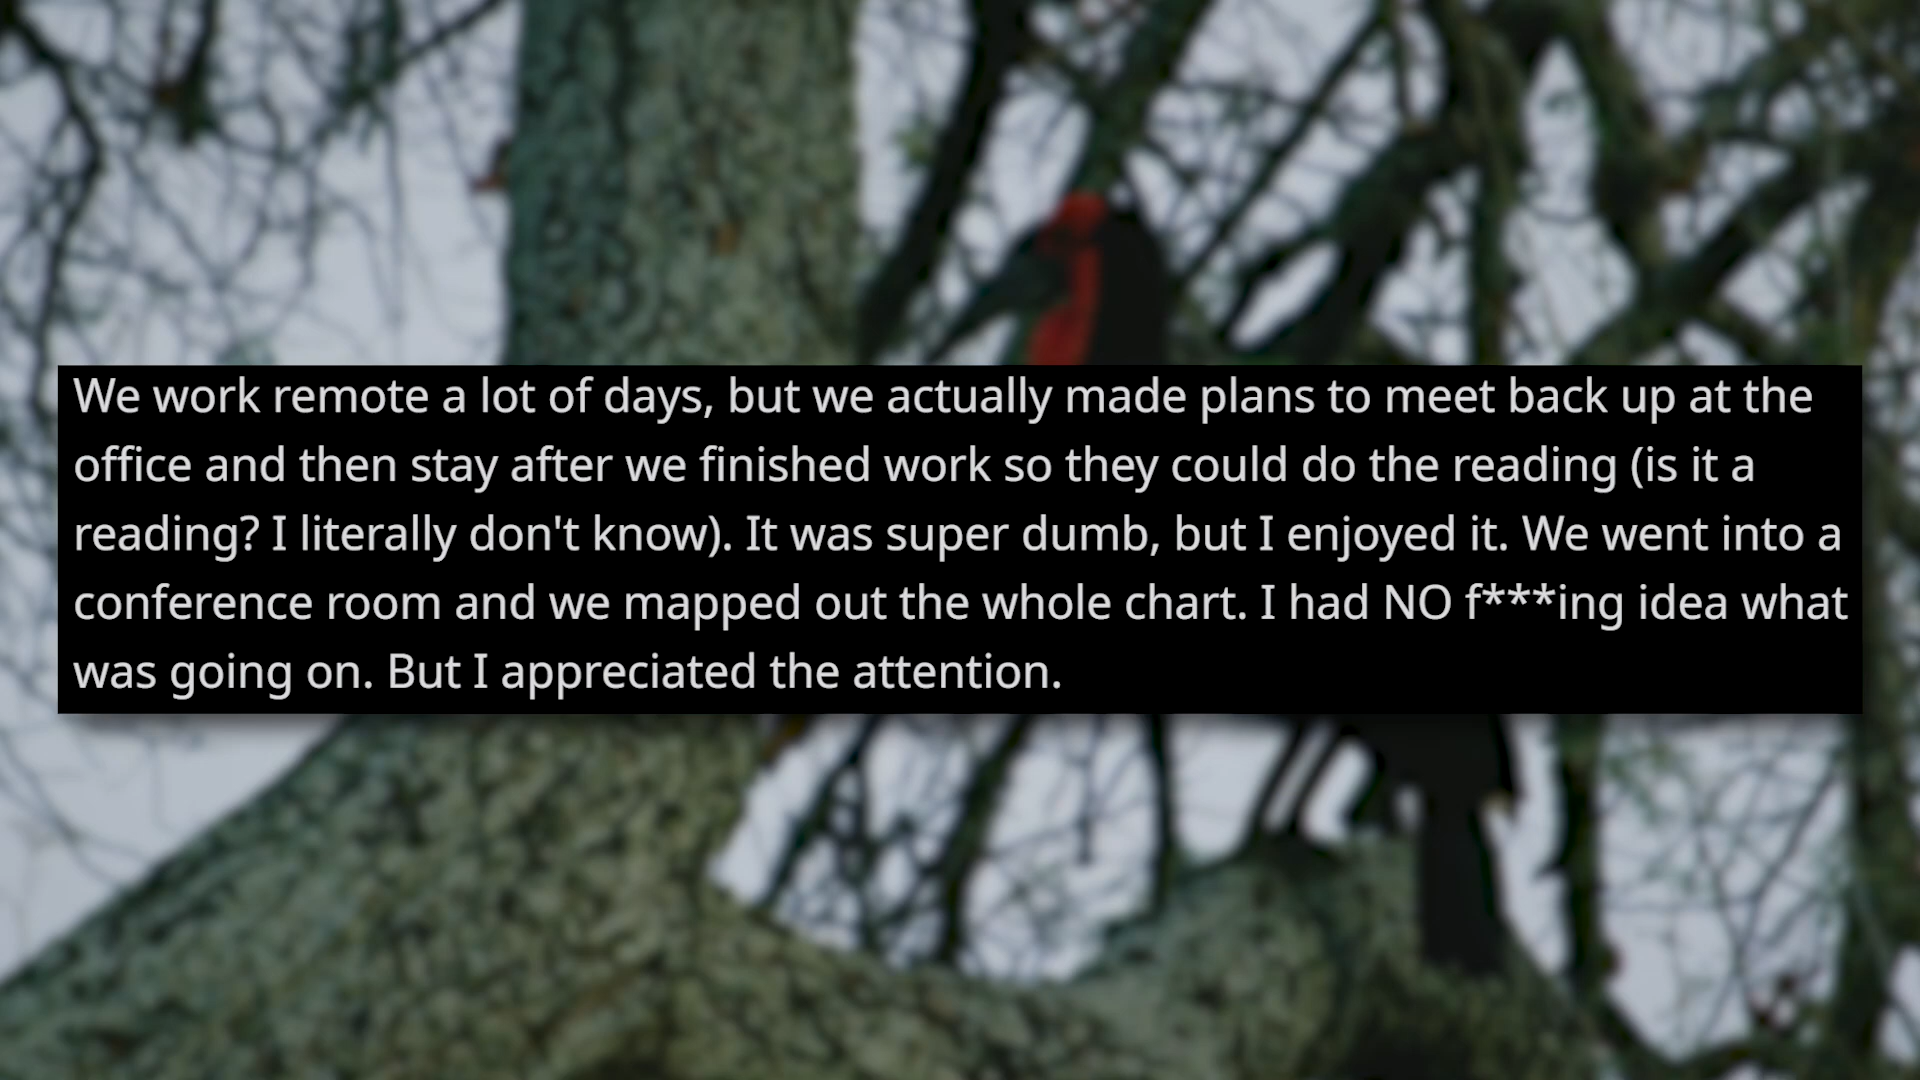 We work remote a lot of days, but we actually made plans to meet back up at the
office and then stay after we finished work so they could do the reading (is it a
reading? I literally don't know). It was super dumb, but I enjoyed it. We went into a
conference room and we mapped out the whole chart. I had NO f***ing idea what
was going on. But I appreciated the attention.